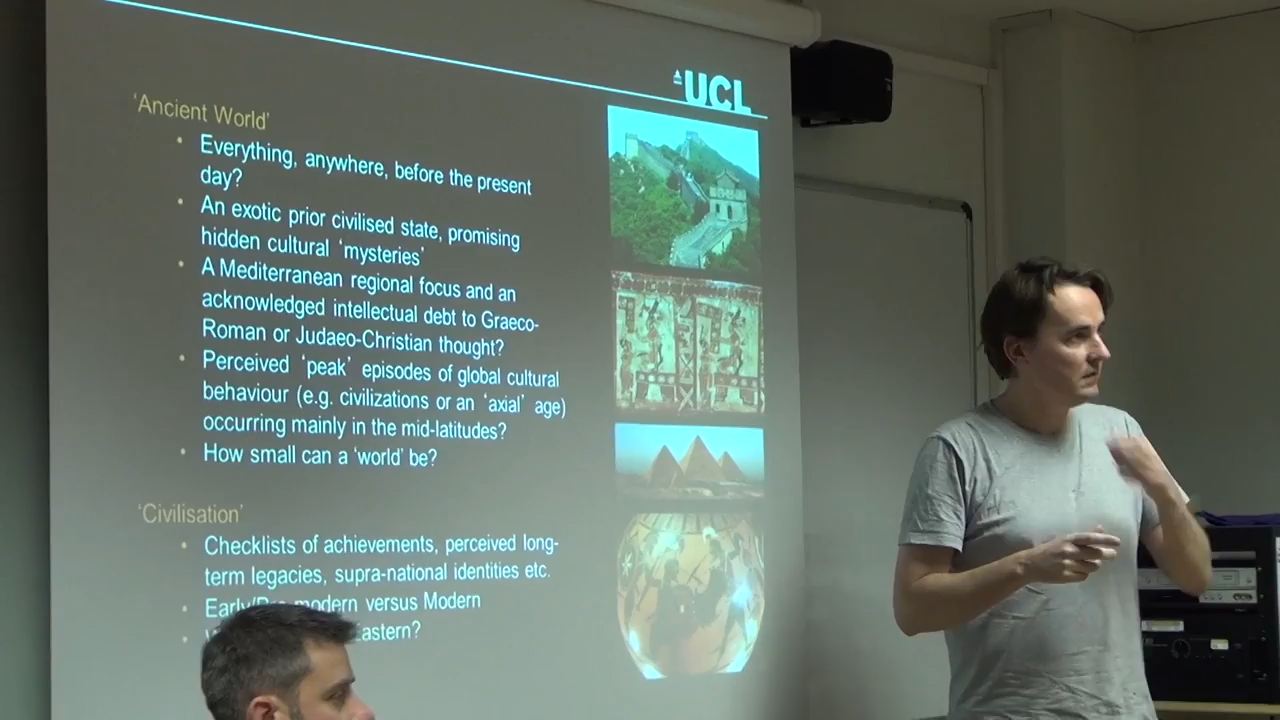 UCL
'Ancient World'
Everything, anywhere, before the present
day?
An exotic prior civilised state, promising
hidden cultural 'mysteries'
A Mediterranean regional focus and an
acknowledged intellectual debt to Graeco-
Roman or Judaeo-Christian thought?
Perceived 'peak' episodes of global cultural
behaviour (e.g. civilizations or an 'axial' age)
occurring mainly in the mid-latitudes?
How small can a 'world' be?
'Civilisation'
Checklists of achievements, perceived long-
term legacies, supra-national identities etc.
modern versus Modern